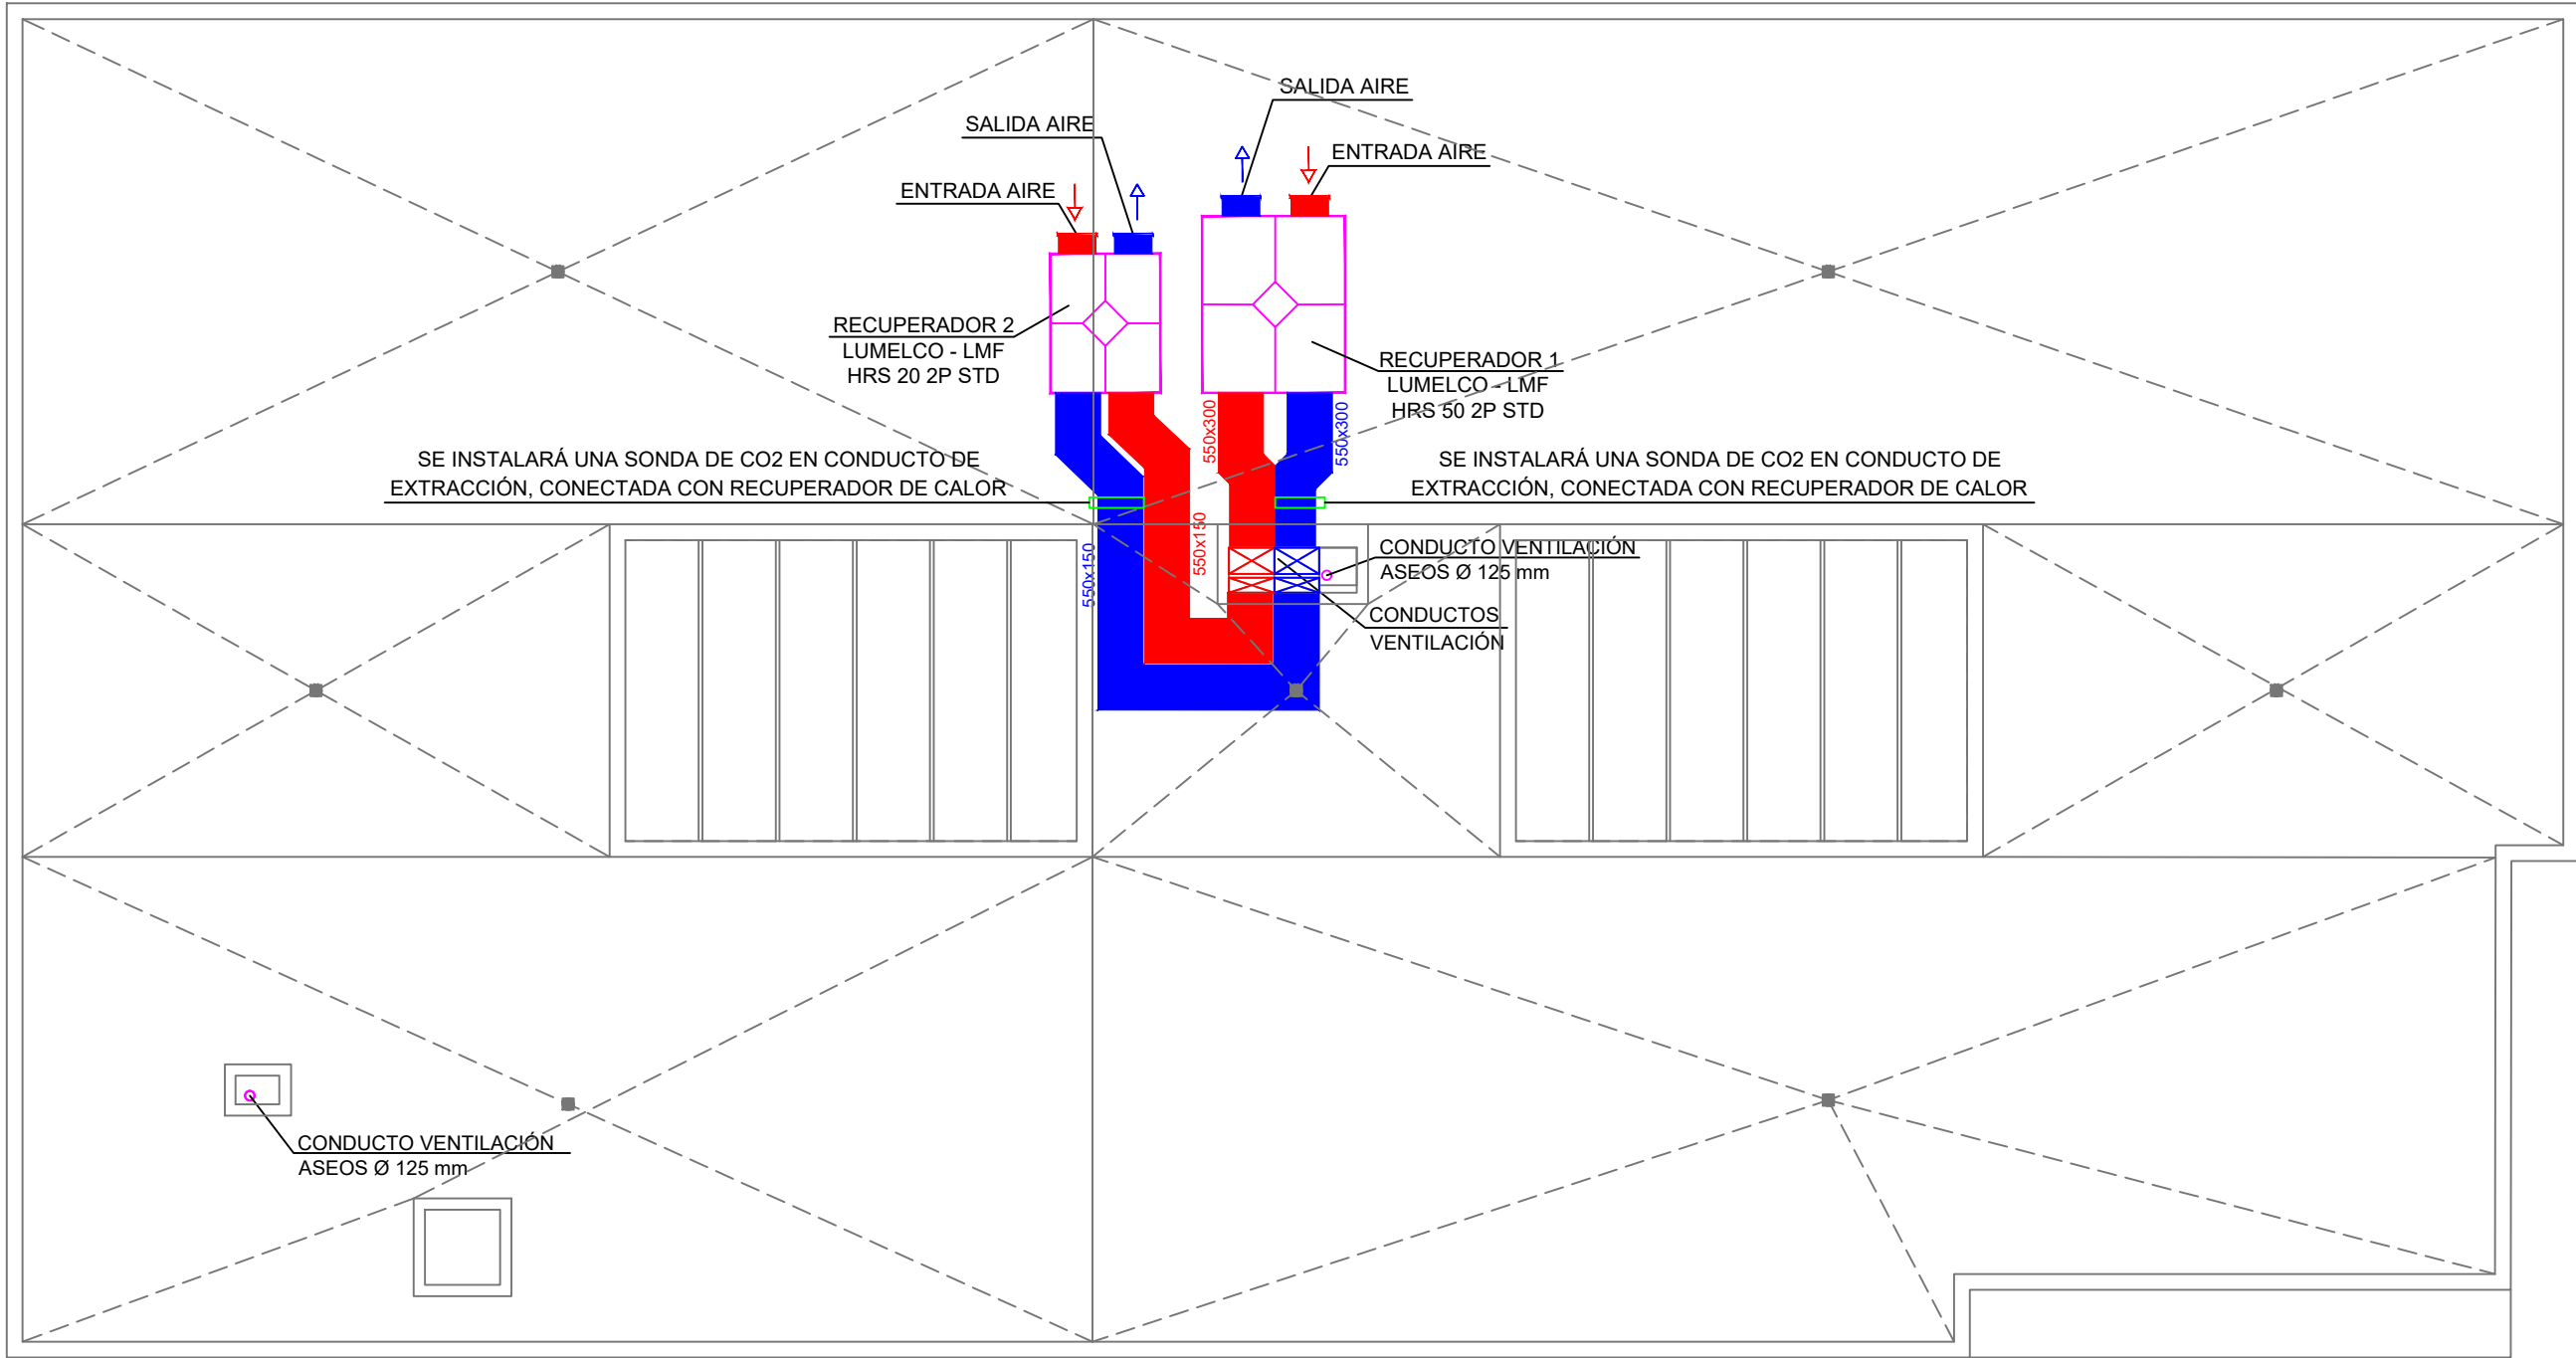 SALIDA AIRE
SALIDA AIRE
ENTRADA AIRE
ENTRADA AIRE
RECUPERADOR 2
LUMELCO - LMF
HRS 20 2P STD
RECUPERADOR 1
LUMELCO - LMF
HRS 50 2P STD
550x300
550x300
SE INSTALARÁ UNA SONDA DE CO2 EN CONDUCTO DE
EXTRACCIÓN, CONECTADA CON RECUPERADOR DE CALOR
SE INSTALARÁ UNA SONDA DE CO2 EN CONDUCTO DE
EXTRACCIÓN, CONECTADA CON RECUPERADOR DE CALOR
550x150
550x150
CONDUCTO VENTILACIÓN
ASEOS Ø 125 mm
CONDUCTOS
VENTILACIÓN
CONDUCTO VENTILACIÓN
ASEOS Ø 125 mm